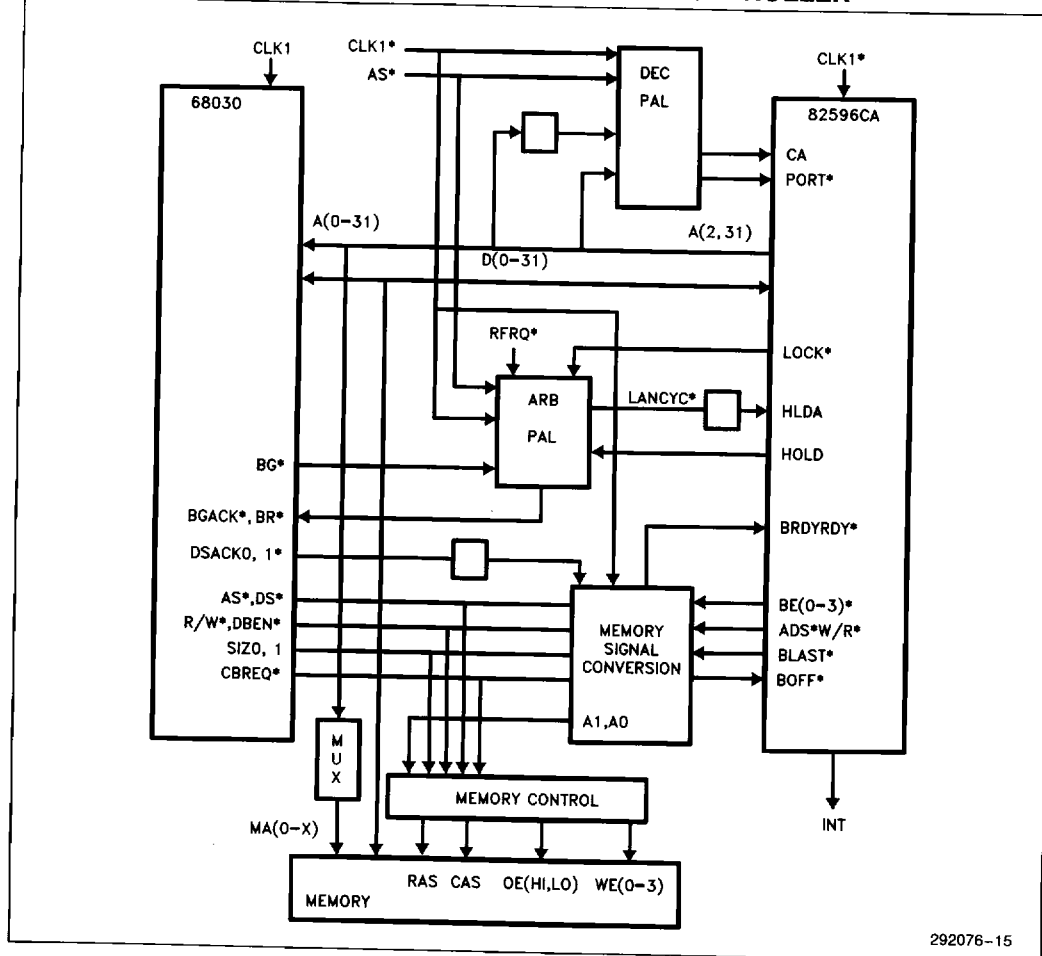 CLK1
68030
CLK1*
AS*
DEC
PAL
CLK1*
82596CA
CA
PORT*
A(0-31)
A(2,31)
D(0-31)
RFRQ*
LOCK*
ARB
PAL
LANCYC*
HLDA
HOLD
BG*
BGACK*,BR*
BRDYRDY*
DSACK0, 1*
AS*,DS*
R/W*,DBEN*
SIZ0, 1
CBREQ*
MEMORY
SIGNAL
CONVERSION
A1,A0
BE(0-3)*
ADS*W/R*
BLAST*
BOFF*
M
U
X
MEMORY CONTROL
MA(0-X)
INT
RAS CAS OE(HI,LO) WE(0-3)
MEMORY
292076-15